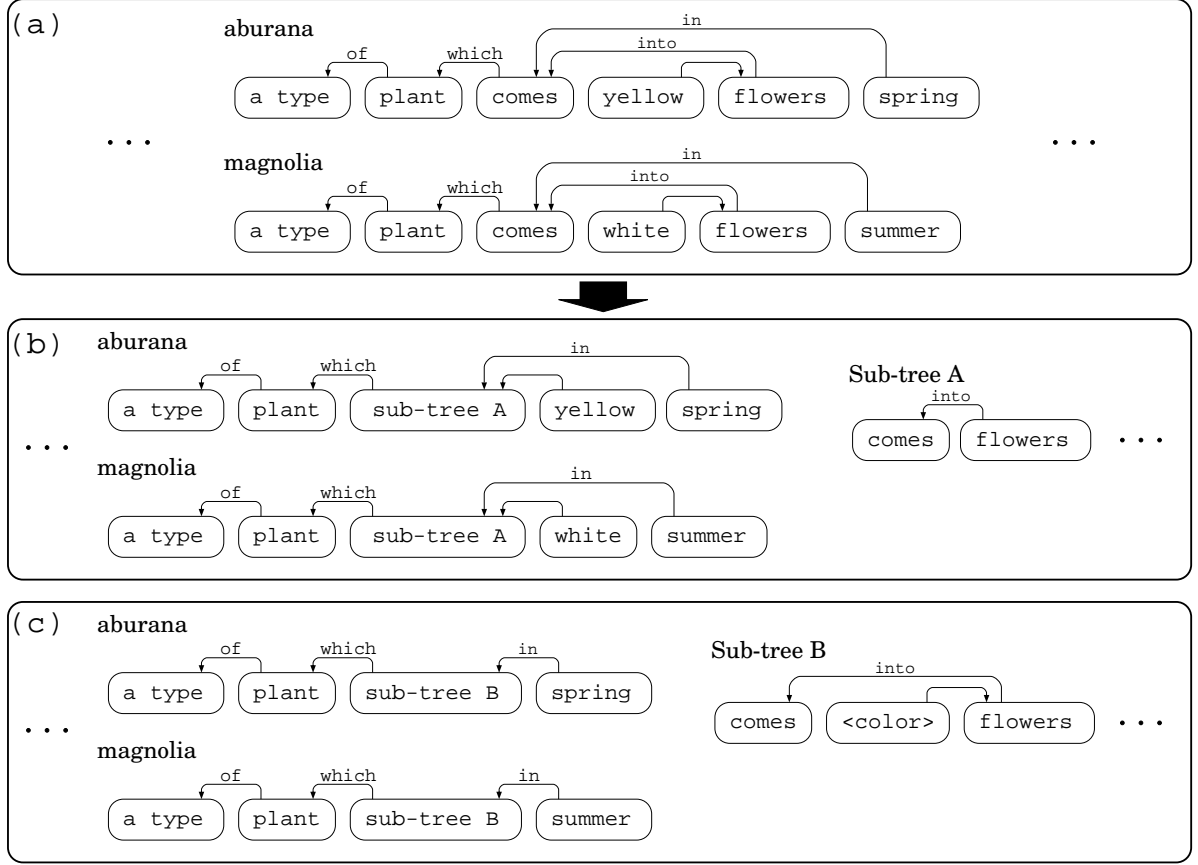 (a)
aburana
in
into
of which
a type plant comes yellow flowers spring
. . . . . .
magnolia
in
into
of which
a type plant comes white flowers summer
(b)
aburana
in
of which
a type plant sub-tree A yellow spring
Sub-tree A
into
comes flowers
. . . . . .
magnolia
in
of which
a type plant sub-tree A white summer
(c)
aburana
of which in
a type plant sub-tree B spring
Sub-tree B
into
comes <color> flowers
. . . . . .
magnolia
of which in
a type plant sub-tree B summer